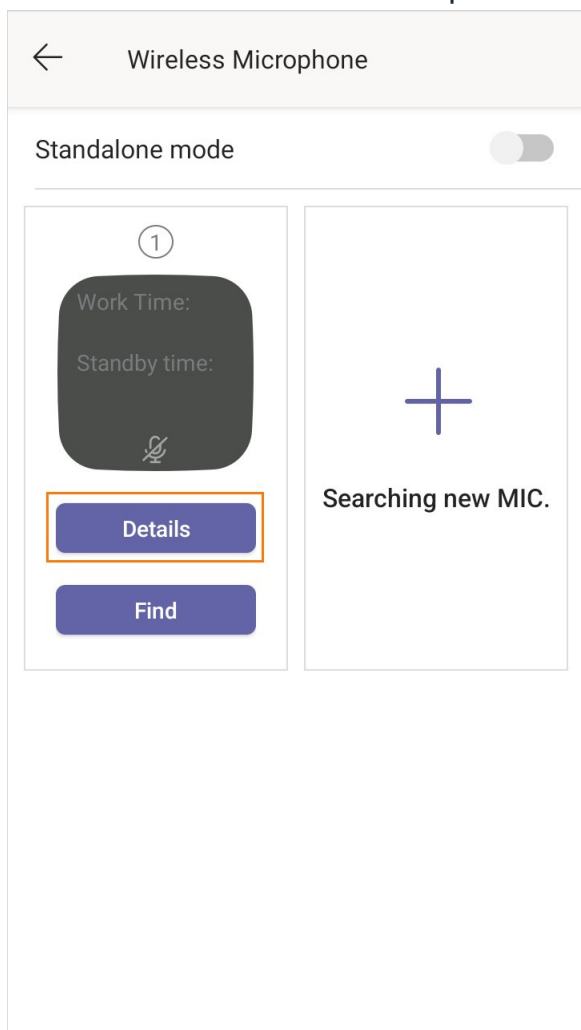 Wireless Microphone
Standalone mode
1
Work Time:
Standby time:
Details
Find
Searching new MIC.